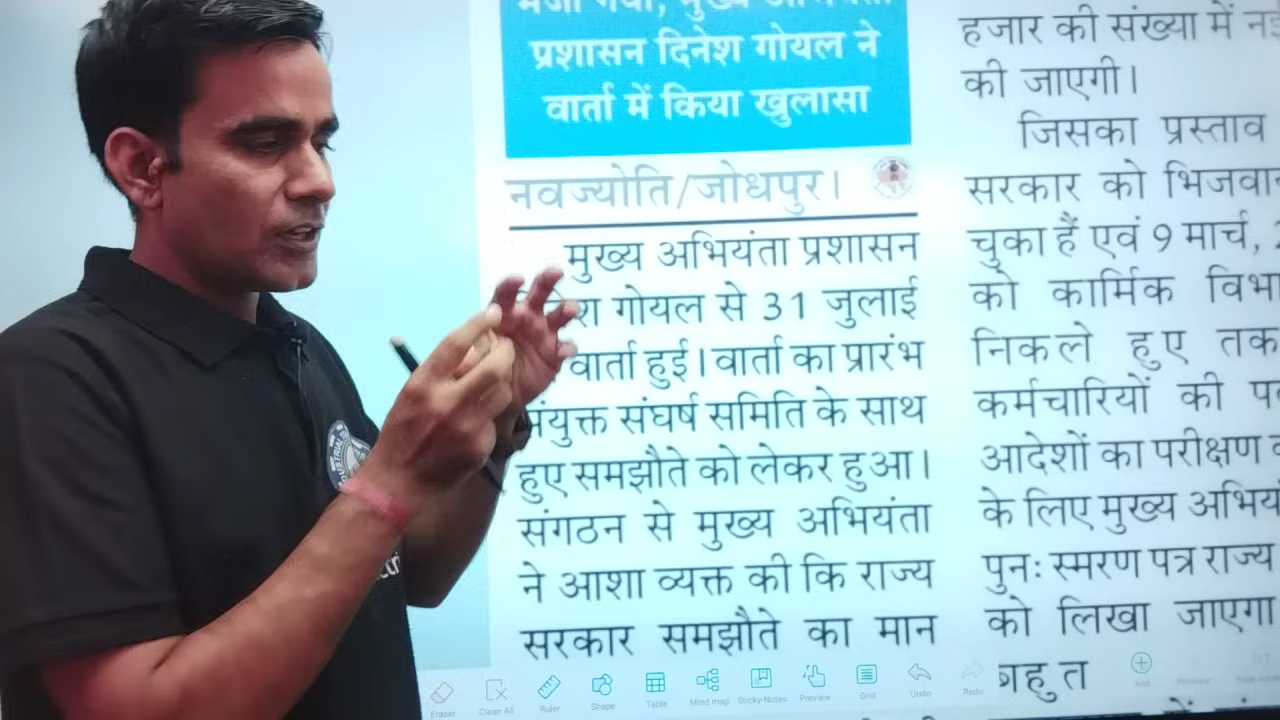 प्रशासन दिनेश गोयल ने
वार्ता में किया खुलासा
नवज्योति/जोधपुर।
मुख्य अभियंता प्रशासन
गोयल से 31 जुलाई
वार्ता हुई। वार्ता का प्रारंभ
संघर्ष समिति के साथ
हुए समझौते को लेकर हुआ।
संगठन से मुख्य अभियंता
ने आशा व्यक्त की कि राज्य
सरकार समझौते का मान
हजार की संख्या में
की जाएगी।
जिसका प्रस्ताव
सरकार को
चुका हैं एवं 9 मार्च,
को कार्मिक
निकले हुए
कर्मचारियों की
आदेशों का परीक्षण
के लिए मुख्य
पुनः स्मरण पत्र राज्य
को लिखा जाएगा
Eraser
Clean All
Ruler
Shape
Table
Mind map
Sticky Notes
Preview
Grid
Undo
Redo
Add